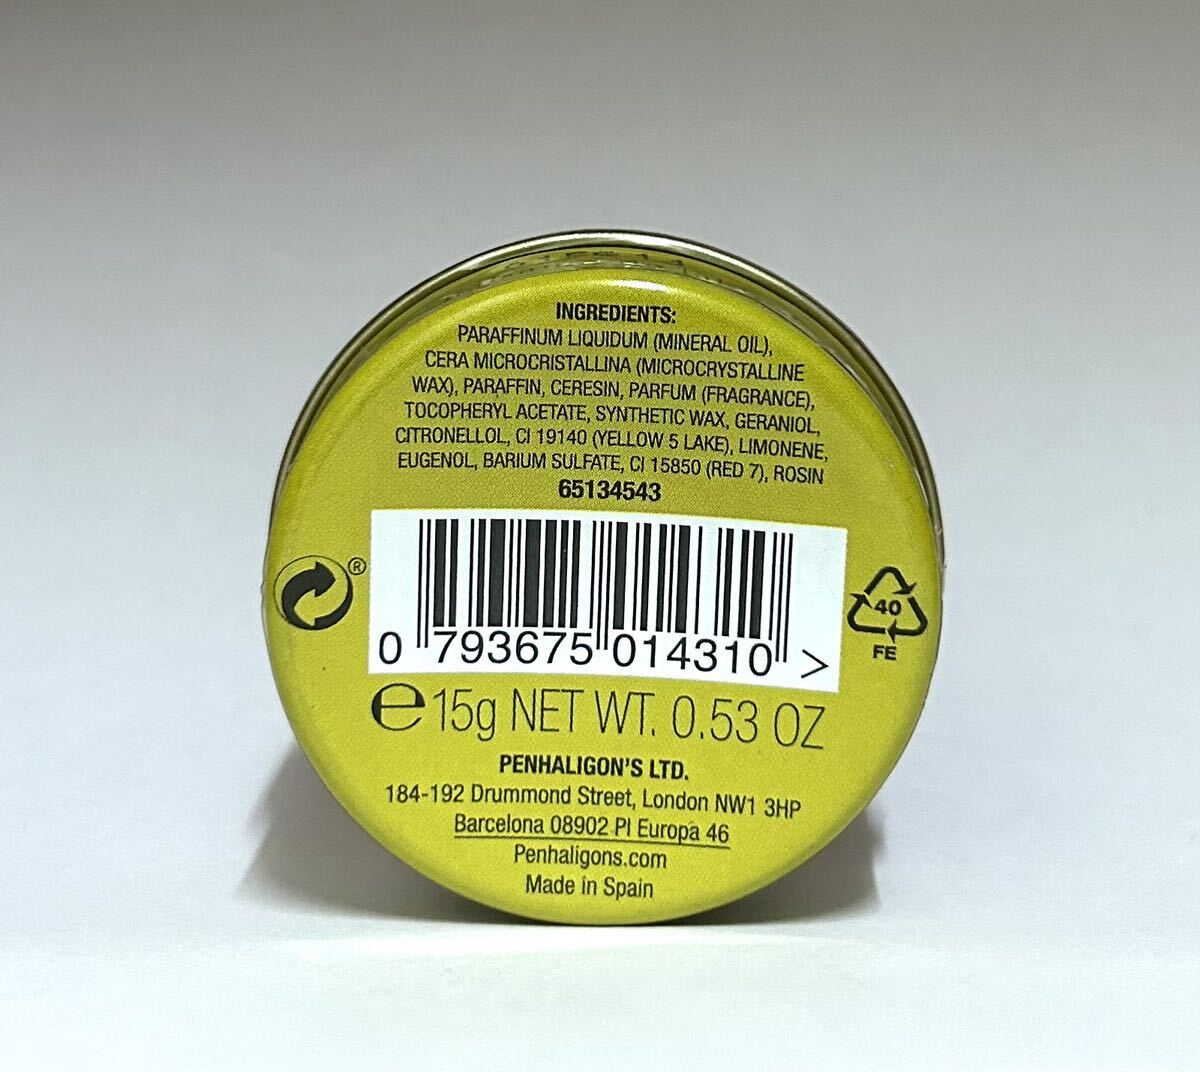 INGREDIENTS:
PARAFFINUM LIQUIDUM (MINERAL OIL),
CERA MICROCRISTALLINA (MICROCRYSTALLINE
WAX), PARAFFIN, CERESIN, PARFUM (FRAGRANCE),
TOCOPHERYL ACETATE, SYNTHETIC WAX, GERANIOL,
CITRONELLOL, CI 19140 (YELLOW 5 LAKE), LIMONENE,
EUGENOL, BARIUM SULFATE, CI 15850 (RED 7), ROSIN
65134543
®
40
FE
0 793675 014310 >
℮ 15g NET WT. 0.53 OZ
PENHALIGON'S LTD.
184-192 Drummond Street, London NW1 3HP
Barcelona 08902 Pl Europa 46
Penhaligons.com
Made in Spain